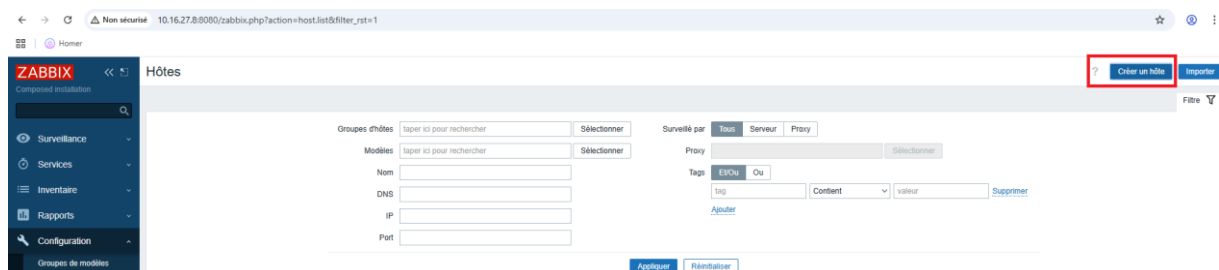 Non sécurisé 10.16.27.8:8080/zabbix.php?action=host.list&filter_rst=1
Homer
ZABBIX
Composed installation
Hôtes
? Créer un hôte Importer
Filtre
Surveillance
Services
Inventaire
Rapports
Configuration
Groupes de modèles
Groupes d'hôtes taper ici pour rechercher Sélectionner
Modèles taper ici pour rechercher Sélectionner
Nom
DNS
IP
Port
Surveillé par Tous Serveur Proxy
Proxy Sélectionner
Tags Et/Ou Ou
tag Contient valeur Supprimer
Ajouter
Appliquer Réinitialiser